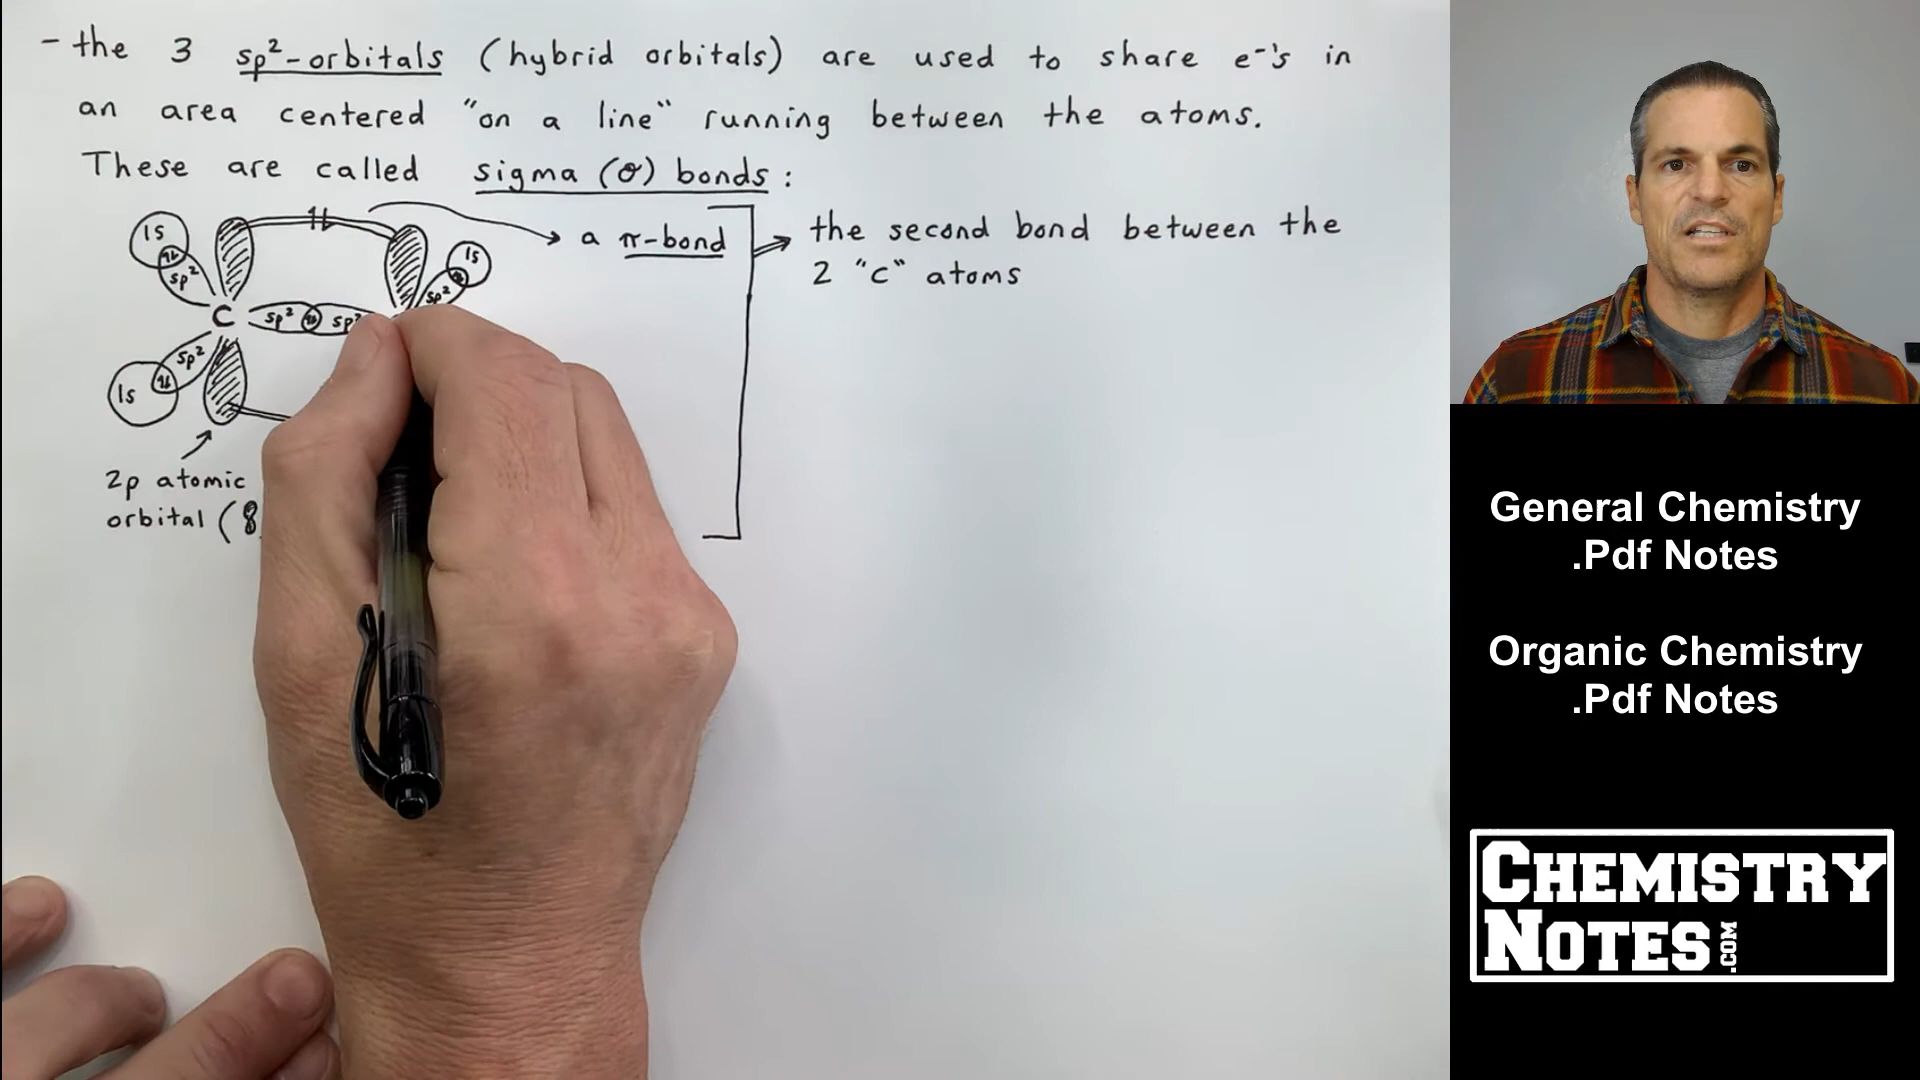 - the 3 sp²-orbitals (hybrid orbitals) are used to share e⁻'s in
an area centered "on a line" running between the atoms.
These are called sigma (σ) bonds:
1s
sp²
1s
sp²
a π-bond
the second bond between the
2 "C" atoms
C
sp²
sp²
sp²
1s
2p atomic
orbital (8
General Chemistry
.Pdf Notes
Organic Chemistry
.Pdf Notes
CHEMISTRY
NOTES.COM